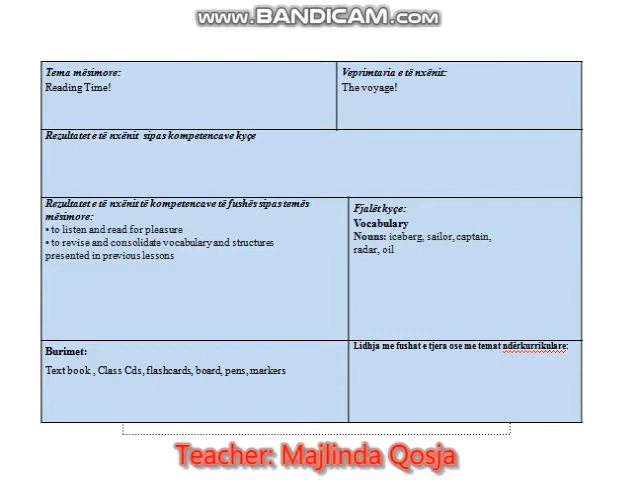 www.BANDICAM.com
Tema mësimore:
Reading Time!
Veprimtaria e të nxënit:
The voyage!
Rezultatet e të nxënit sipas kompetencave kyçe
Rezultatet e të nxënit të kompetencave të fushës sipas temës
mësimore:
• to listen and read for pleasure
• to revise and consolidate vocabulary and structures
presented in previous lessons
Fjalët kyçe:
Vocabulary
Nouns: iceberg, sailor, captain,
radar, oil
Burimet:
Text book , Class Cds, flashcards, board, pens, markers
Lidhja me fushat e tjera ose me temat ndërkurrikulare:
Teacher: Majlinda Qosja